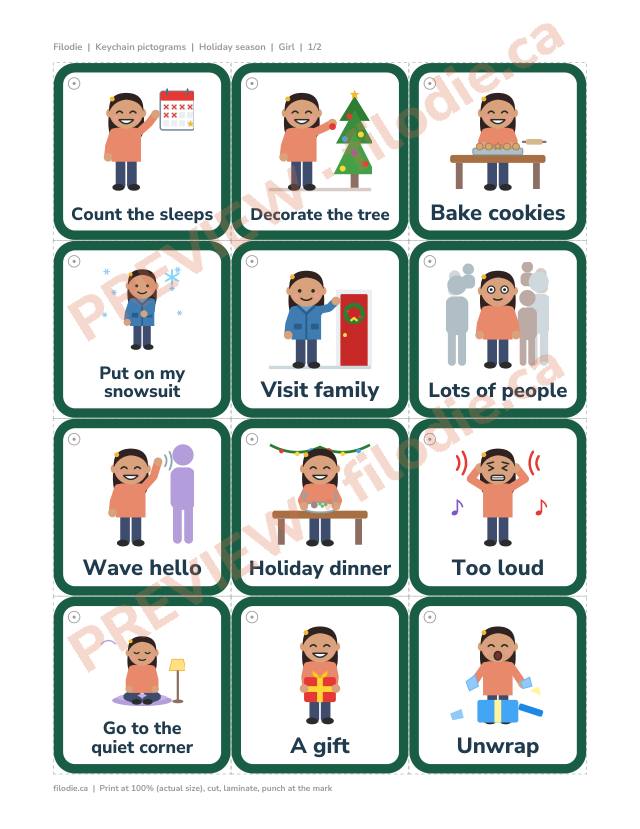 Filodie | Keychain pictograms | Holiday season | Girl | 1/2
Count the sleeps
Decorate the tree
Bake cookies
Put on my
snowsuit
Visit family
Lots of people
Wave hello
Holiday dinner
Too loud
Go to the
quiet corner
A gift
Unwrap
PREVIEW · filodie.ca
PREVIEW · filodie.ca
filodie.ca | Print at 100% (actual size), cut, laminate, punch at the mark